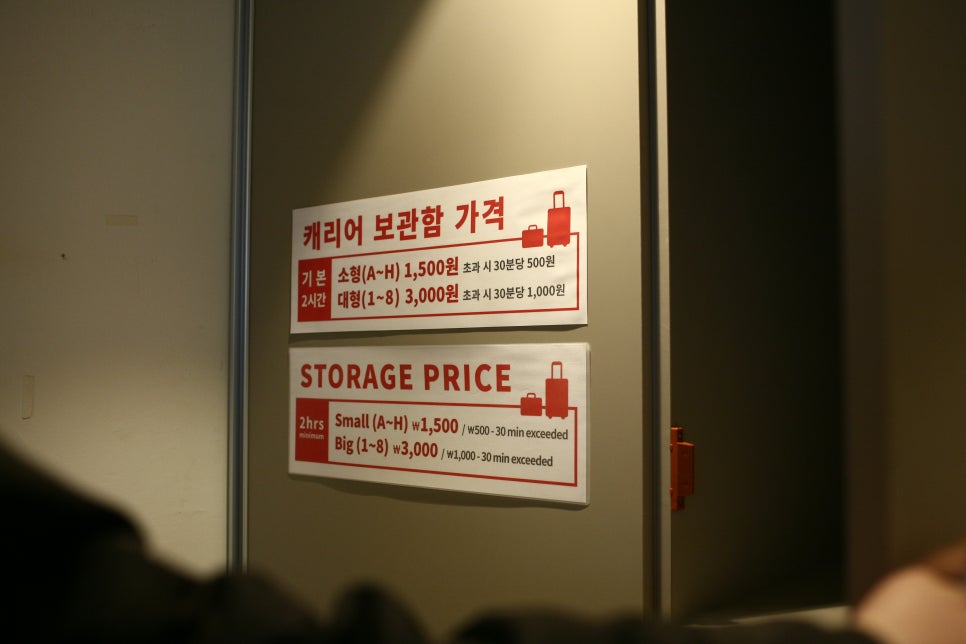 캐리어 보관함 가격
기 본
2시간
소형(A~H) 1,500원 초과 시 30분당 500원
대형(1~8) 3,000원 초과 시 30분당 1,000원
STORAGE PRICE
2hrs
minimum
Small (A~H) ₩1,500 / ₩500 - 30 min exceeded
Big (1~8) ₩3,000 / ₩1,000 - 30 min exceeded